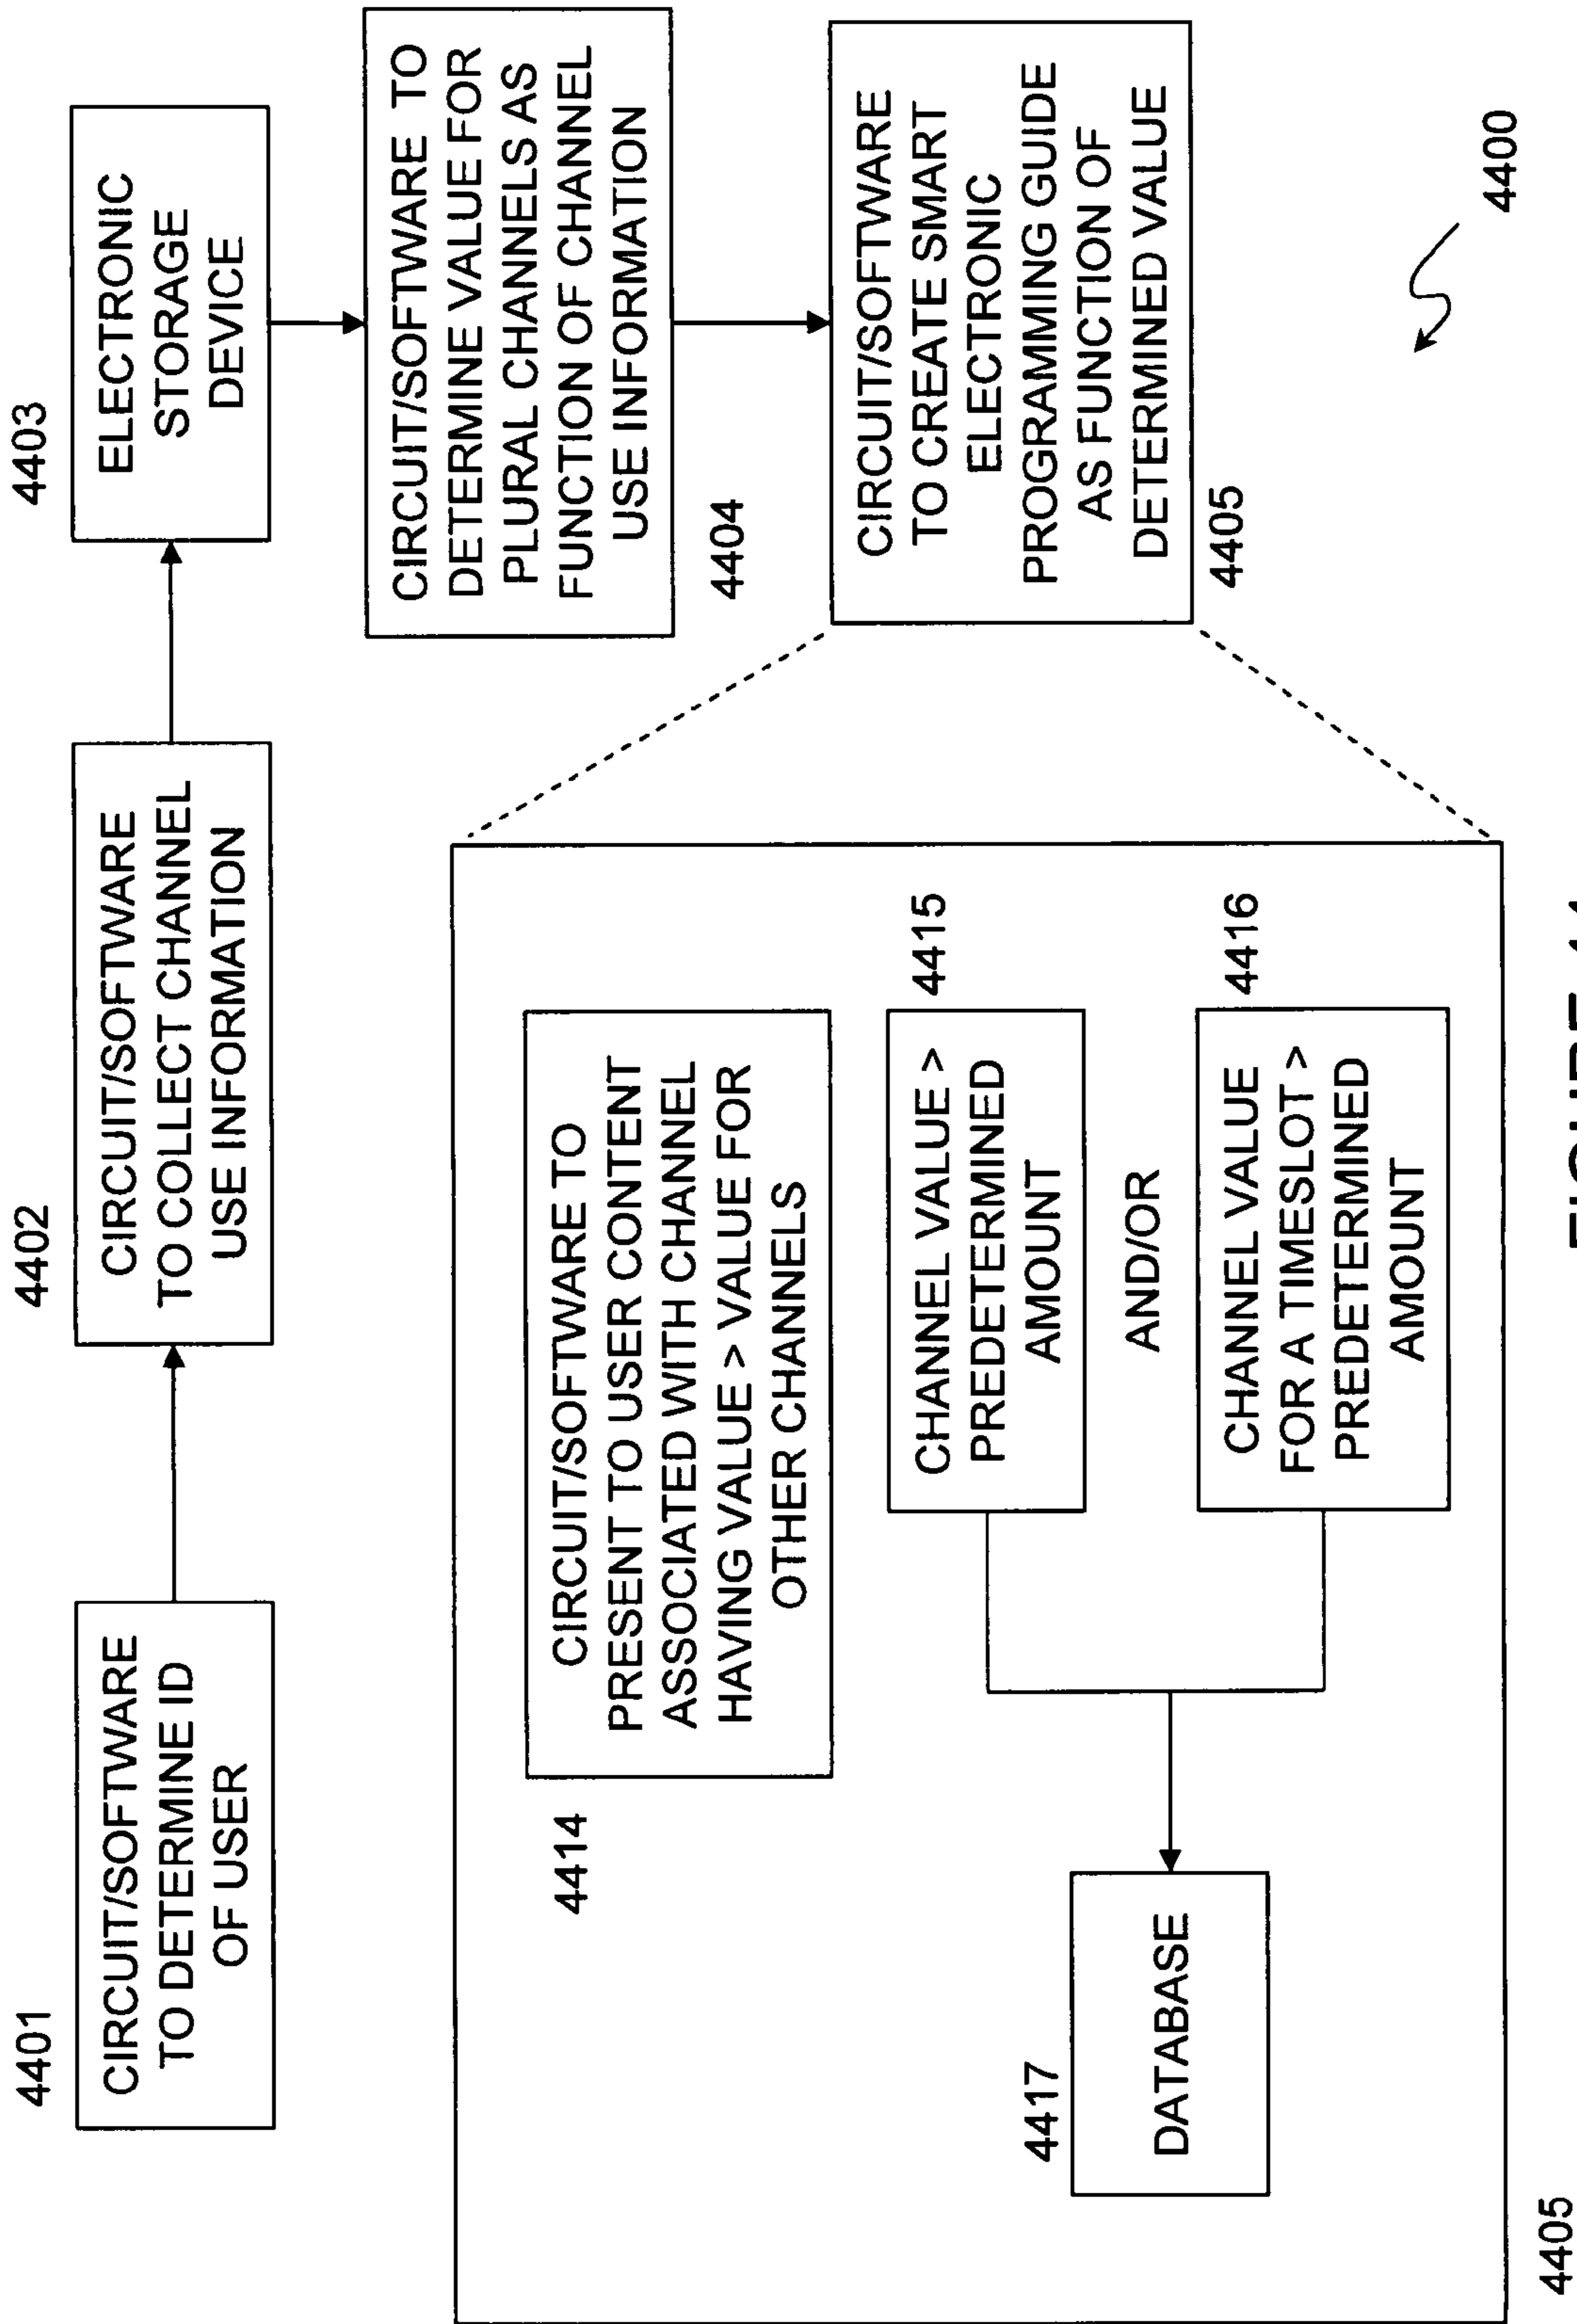 4401
CIRCUIT/SOFTWARE
TO DETERMINE ID
OF USER
4402
CIRCUIT/SOFTWARE
TO COLLECT CHANNEL
USE INFORMATION
4403
ELECTRONIC
STORAGE
DEVICE
CIRCUIT/SOFTWARE TO
DETERMINE VALUE FOR
PLURAL CHANNELS AS
FUNCTION OF CHANNEL
USE INFORMATION
4404
CIRCUIT/SOFTWARE
TO CREATE SMART
ELECTRONIC
PROGRAMMING GUIDE
AS FUNCTION OF
DETERMINED VALUE
4405
4414
CIRCUIT/SOFTWARE TO
PRESENT TO USER CONTENT
ASSOCIATED WITH CHANNEL
HAVING VALUE > VALUE FOR
OTHER CHANNELS
4415
CHANNEL VALUE >
PREDETERMINED
AMOUNT
AND/OR
4416
CHANNEL VALUE
FOR A TIMESLOT >
PREDETERMINED
AMOUNT
4417
DATABASE
4405
4400